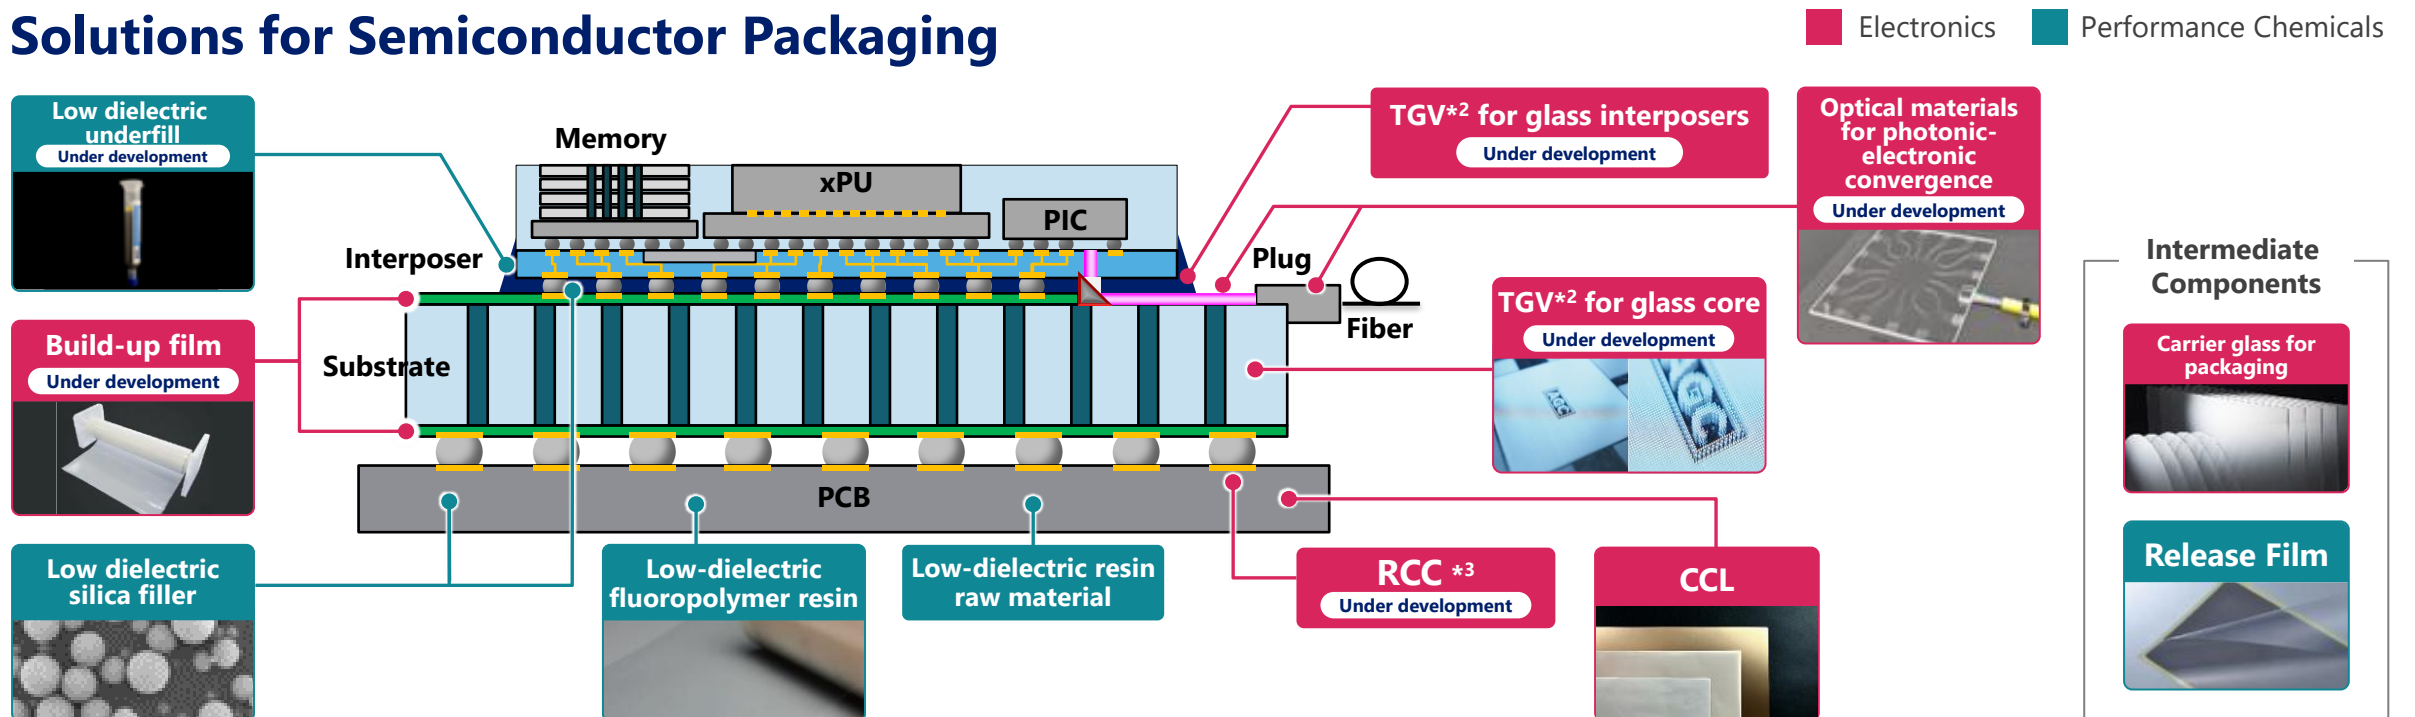 Solutions for Semiconductor Packaging
Electronics
Performance Chemicals
Low dielectric
underfill
Under development
Memory
xPU
PIC
Interposer
Substrate
Plug
Fiber
PCB
TGV*2 for glass interposers
Under development
Optical materials
for photonic-
electronic
convergence
Under development
Build-up film
Under development
TGV*2 for glass core
Under development
AGC
Intermediate
Components
Carrier glass for
packaging
Release Film
Low dielectric
silica filler
Low-dielectric
fluoropolymer resin
Low-dielectric resin
raw material
RCC *3
Under development
CCL